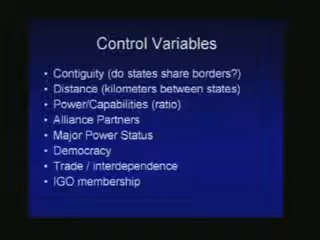 Control Variables
• Contiguity (do states share borders?)
• Distance (kilometers between states)
• Power/Capabilities (ratio)
• Alliance Partners
• Major Power Status
• Democracy
• Trade / interdependence
• IGO membership